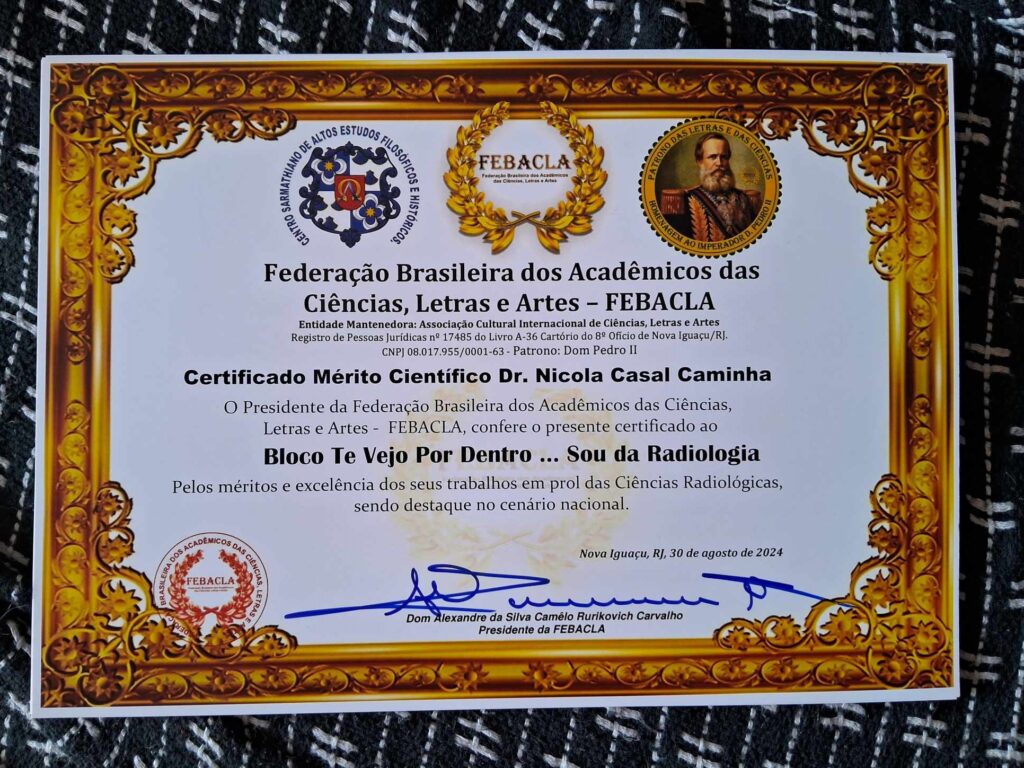 CENTRO SARMATHIANO DE ALTOS ESTUDOS FILOSÓFICOS E HISTÓRICOS.
FEBACLA
Federação Brasileira dos Acadêmicos
das Ciências, Letras e Artes
PATRONO DAS LETRAS E DAS CIÊNCIAS
HOMENAGEM AO IMPERADOR D. PEDRO II
Federação Brasileira dos Acadêmicos das
Ciências, Letras e Artes – FEBACLA
Entidade Mantenedora: Associação Cultural Internacional de Ciências, Letras e Artes
Registro de Pessoas Jurídicas nº 17485 do Livro A-36 Cartório do 8º Ofício de Nova Iguaçu/RJ.
CNPJ 08.017.955/0001-63 - Patrono: Dom Pedro II
Certificado Mérito Científico Dr. Nicola Casal Caminha
O Presidente da Federação Brasileira dos Acadêmicos das Ciências,
Letras e Artes - FEBACLA, confere o presente certificado ao
Bloco Te Vejo Por Dentro ... Sou da Radiologia
Pelos méritos e excelência dos seus trabalhos em prol das Ciências Radiológicas,
sendo destaque no cenário nacional.
Nova Iguaçu, RJ, 30 de agosto de 2024
BRASILEIRA DOS ACADÊMICOS DAS CIÊNCIAS, LETRAS E
FEBACLA
Dom Alexandre da Silva Camêlo Rurikovich Carvalho
Presidente da FEBACLA